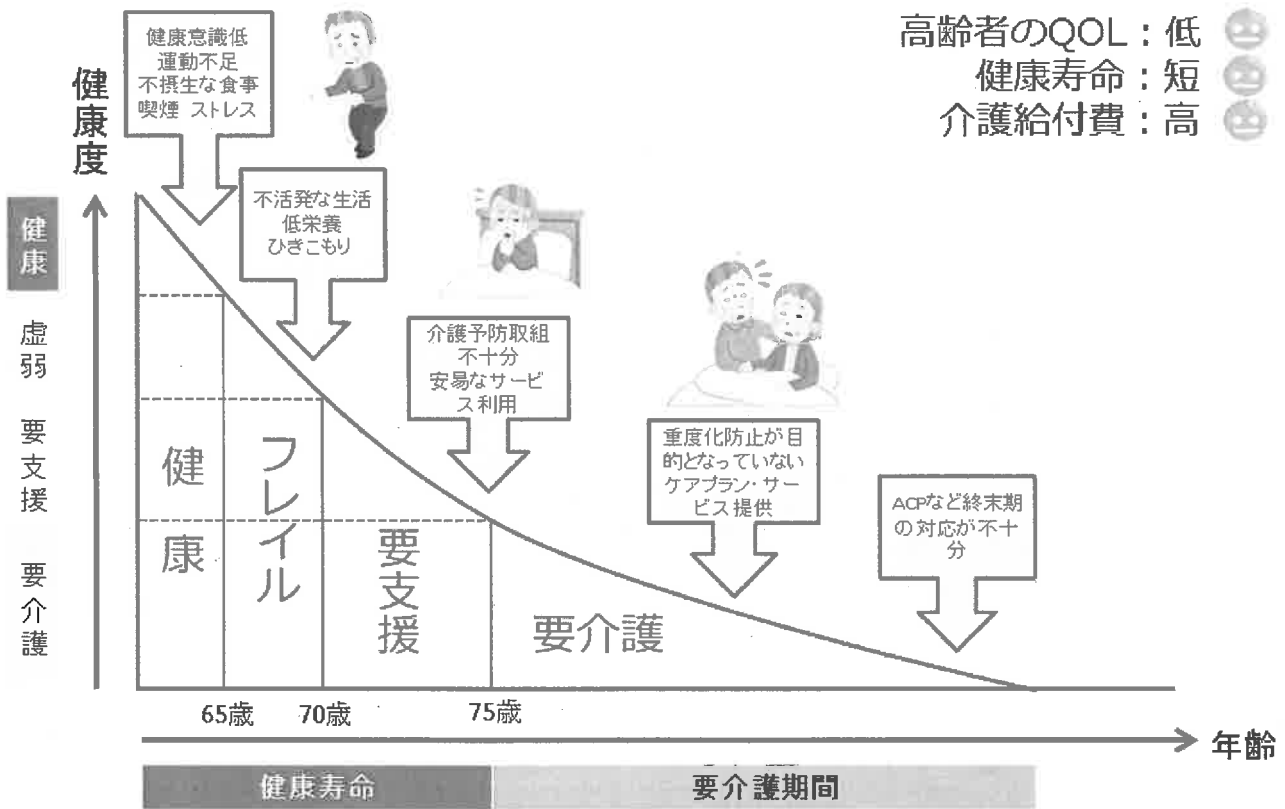 高齢者のQOL：低
健康寿命：短
介護給付費：高
健康意識低
運動不足
不摂生な食事
喫煙 ストレス
健康度
不活発な生活
低栄養
ひきこもり
介護予防取組
不十分
安易なサービ
ス利用
重度化防止が目
的となっていない
ケアプラン・サー
ビス提供
ACPなど終末期
の対応が不十
分
健康
虚弱
要支援
要介護
健康
フレイル
要支援
要介護
65歳
70歳
75歳
年齢
健康寿命
要介護期間